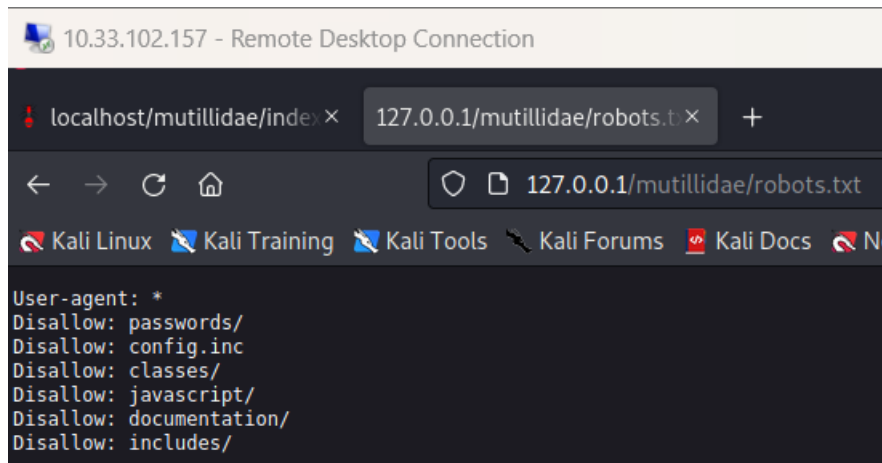 10.33.102.157 - Remote Desktop Connection
localhost/mutillidae/index
127.0.0.1/mutillidae/robots.t
127.0.0.1/mutillidae/robots.txt
Kali Linux Kali Training Kali Tools Kali Forums Kali Docs N
User-agent: *
Disallow: passwords/
Disallow: config.inc
Disallow: classes/
Disallow: javascript/
Disallow: documentation/
Disallow: includes/